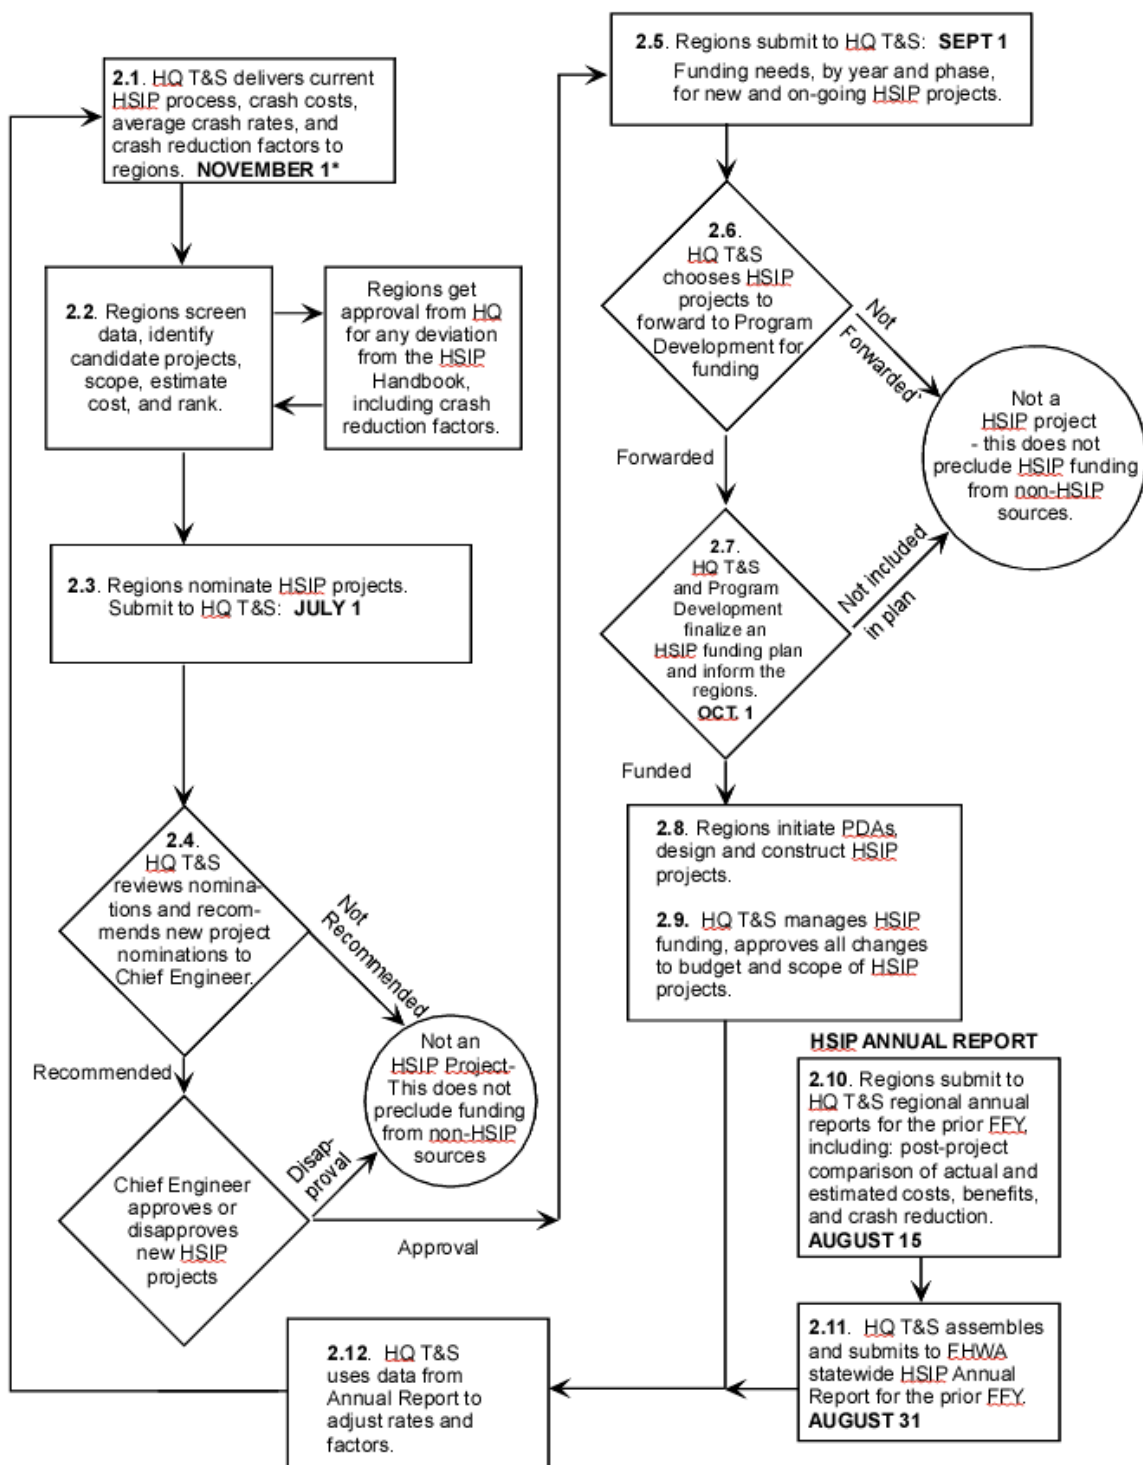 2.1. HQ T&S delivers current
HSIP process, crash costs,
average crash rates, and
crash reduction factors to
regions. NOVEMBER 1*
2.2. Regions screen
data, identify
candidate projects,
scope, estimate
cost, and rank.
Regions get
approval from HQ
for any deviation
from the HSIP
Handbook,
including crash
reduction factors.
2.3. Regions nominate HSIP projects.
Submit to HQ T&S: JULY 1
2.4.
HQ T&S
reviews nomina-
tions and recom-
mends new project
nominations to
Chief Engineer.
Not
Recommended
Recommended
Not an
HSIP Project-
This does not
preclude funding
from non-HSIP
sources
Chief Engineer
approves or
disapproves
new HSIP
projects
Disap-
proval
Approval
2.5. Regions submit to HQ T&S: SEPT 1
Funding needs, by year and phase,
for new and on-going HSIP projects.
2.6.
HQ T&S
chooses HSIP
projects to
forward to Program
Development for
funding
Not
Forwarded`
Forwarded
Not a
HSIP project
- this does not
preclude HSIP funding
from non-HSIP
sources.
2.7.
HQ T&S
and Program
Development
finalize an
HSIP funding plan
and inform the
regions.
OCT. 1
Not included
in plan
Funded
2.8. Regions initiate PDAs,
design and construct HSIP
projects.
2.9. HQ T&S manages HSIP
funding, approves all changes
to budget and scope of HSIP
projects.
HSIP ANNUAL REPORT
2.10. Regions submit to
HQ T&S regional annual
reports for the prior FFY,
including: post-project
comparison of actual and
estimated costs, benefits,
and crash reduction.
AUGUST 15
2.11. HQ T&S assembles
and submits to FHWA
statewide HSIP Annual
Report for the prior FFY.
AUGUST 31
2.12. HQ T&S
uses data from
Annual Report to
adjust rates and
factors.